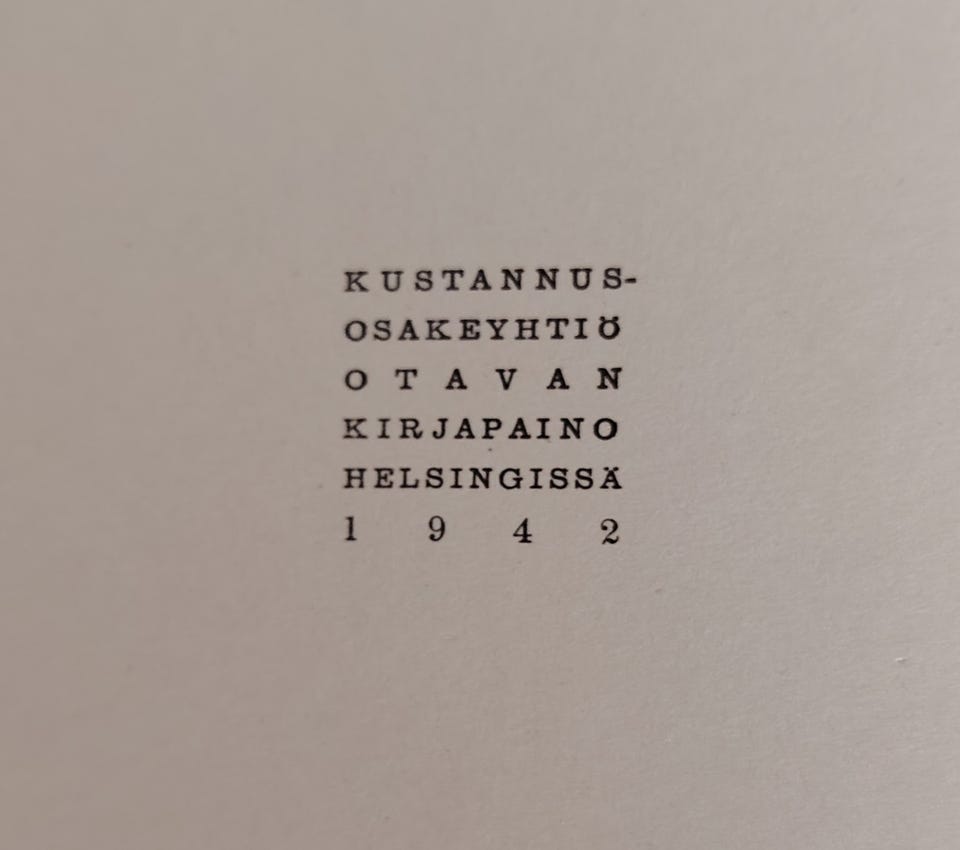 KUSTANNUS-
OSAKEYHTIÖ
OTAVAN
KIRJAPAINO
HELSINGISSÄ
1942